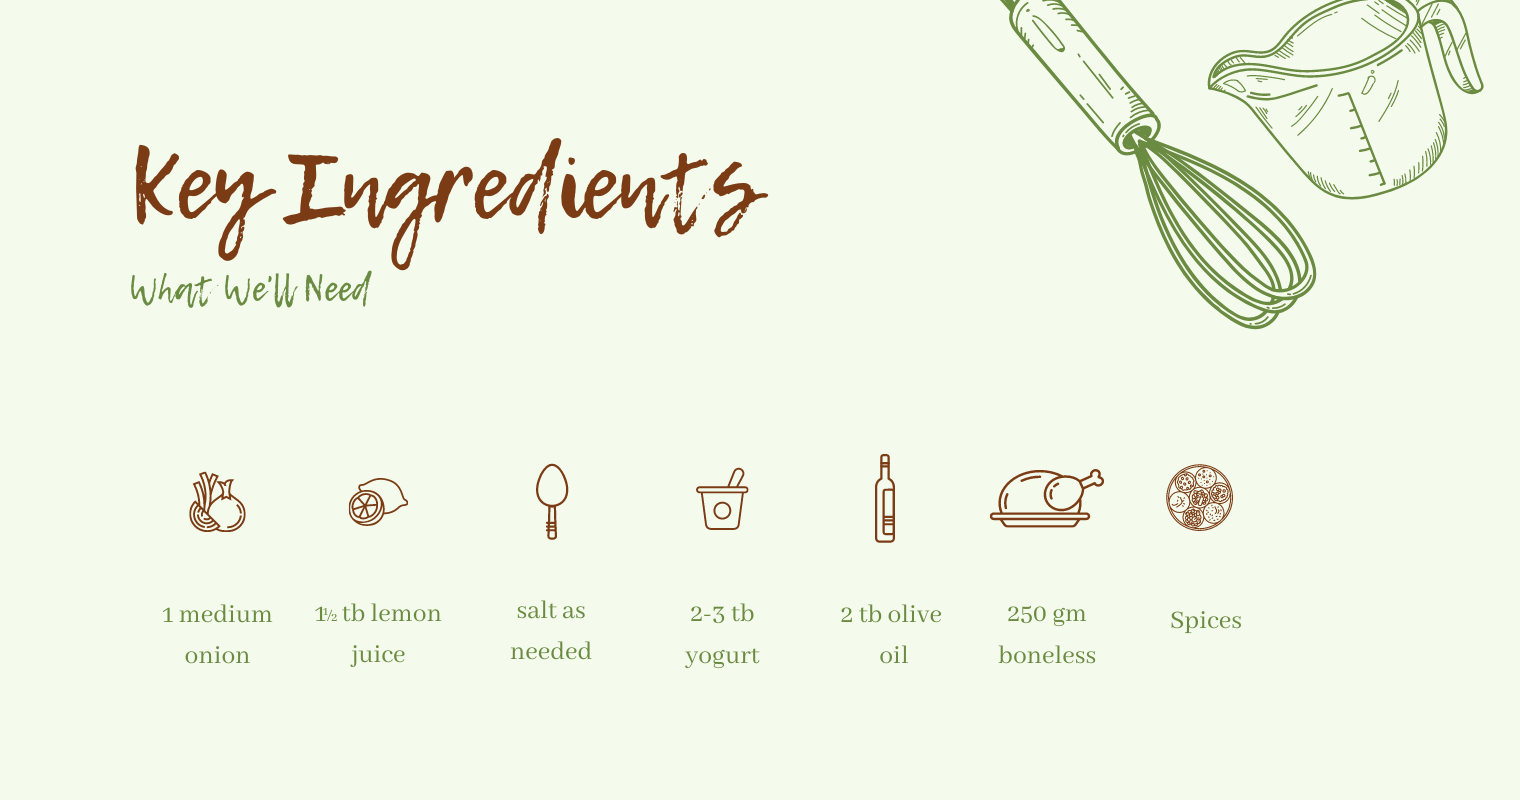 Key Ingredients
What We'll Need
1 medium
onion
1½ tb lemon
juice
salt as
needed
2-3 tb
yogurt
2 tb olive
oil
250 gm
boneless
Spices